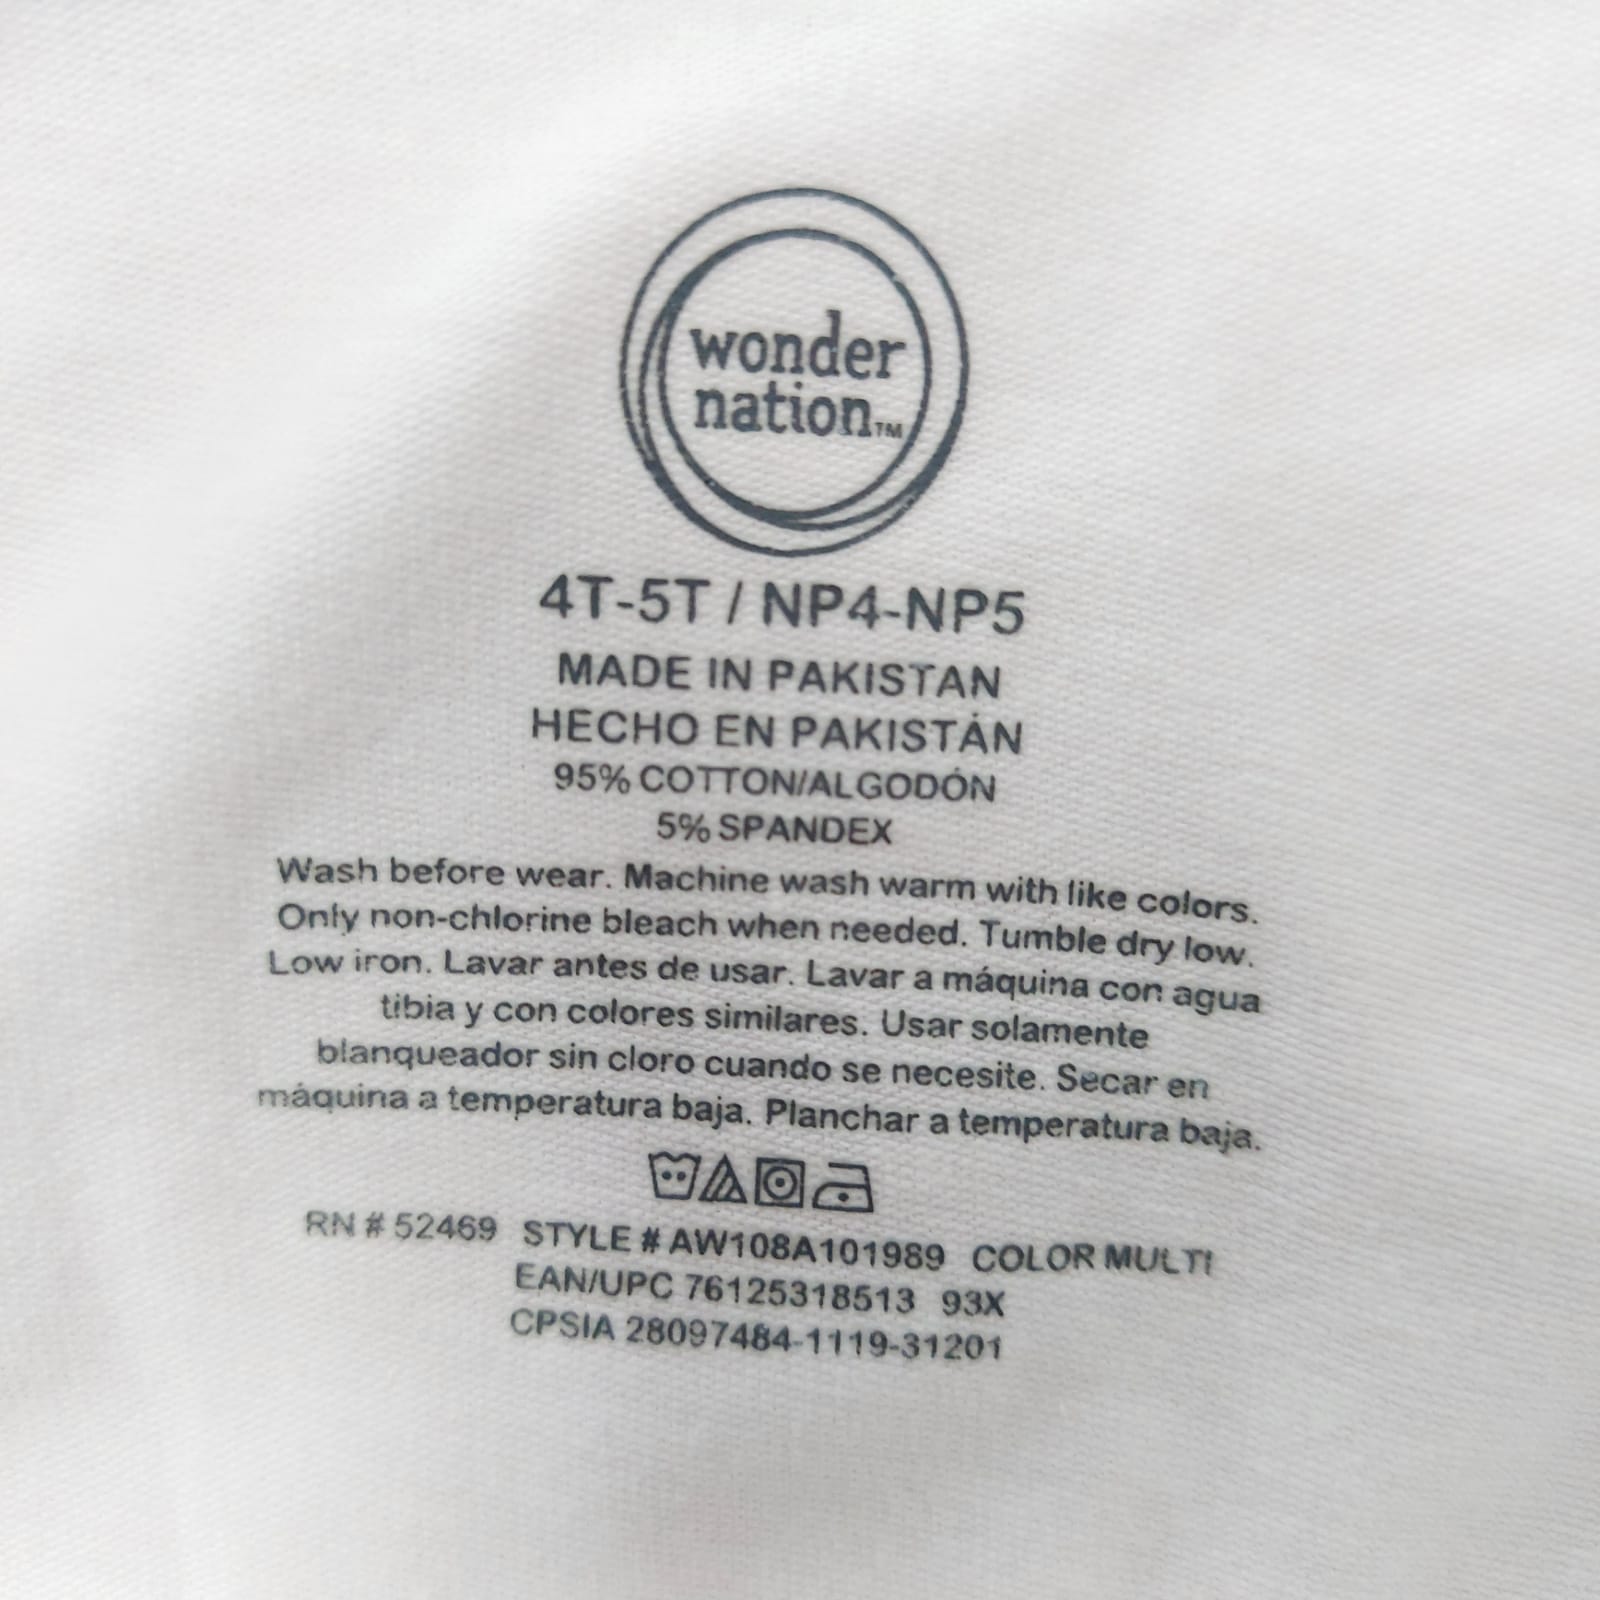 wonder
nation™
4T-5T / NP4-NP5
MADE IN PAKISTAN
HECHO EN PAKISTÁN
95% COTTON/ALGODÓN
5% SPANDEX
Wash before wear. Machine wash warm with like colors.
Only non-chlorine bleach when needed. Tumble dry low.
Low iron. Lavar antes de usar. Lavar a máquina con agua
tibia y con colores similares. Usar solamente
blanqueador sin cloro cuando se necesite. Secar en
máquina a temperatura baja. Planchar a temperatura baja.
RN # 52469 STYLE # AW108A101989 COLOR MULTI
EAN/UPC 76125318513 93X
CPSIA 28097484-1119-31201